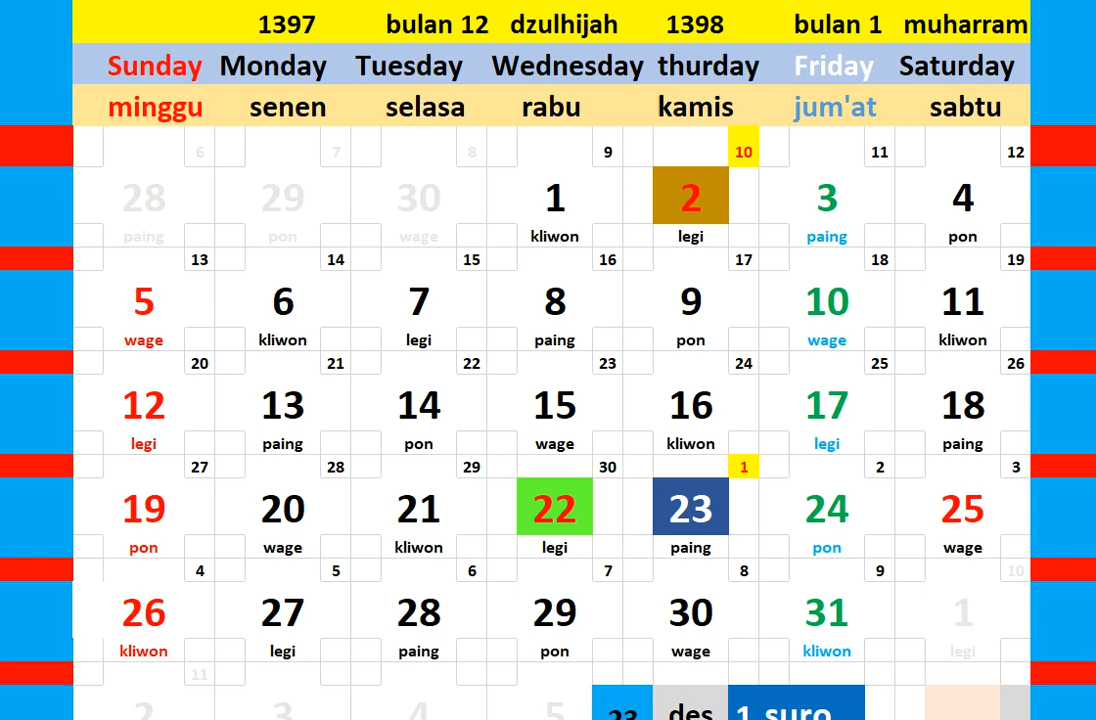 1397 bulan 12 dzulhijah 1398 bulan 1 muharram
Sunday Monday Tuesday Wednesday thurday Friday Saturday
minggu senen selasa rabu kamis jum'at sabtu
6 7 8 9 10 11 12
28 29 30 1 2 3 4
paing pon wage kliwon legi paing pon
13 14 15 16 17 18 19
5 6 7 8 9 10 11
wage kliwon legi paing pon wage kliwon
20 21 22 23 24 25 26
12 13 14 15 16 17 18
legi paing pon wage kliwon legi paing
27 28 29 30 1 2 3
19 20 21 22 23 24 25
pon wage kliwon legi paing pon wage
4 5 6 7 8 9 10
26 27 28 29 30 31 1
kliwon legi paing pon wage kliwon legi
11
2 3 4 5 23 des 1 suro